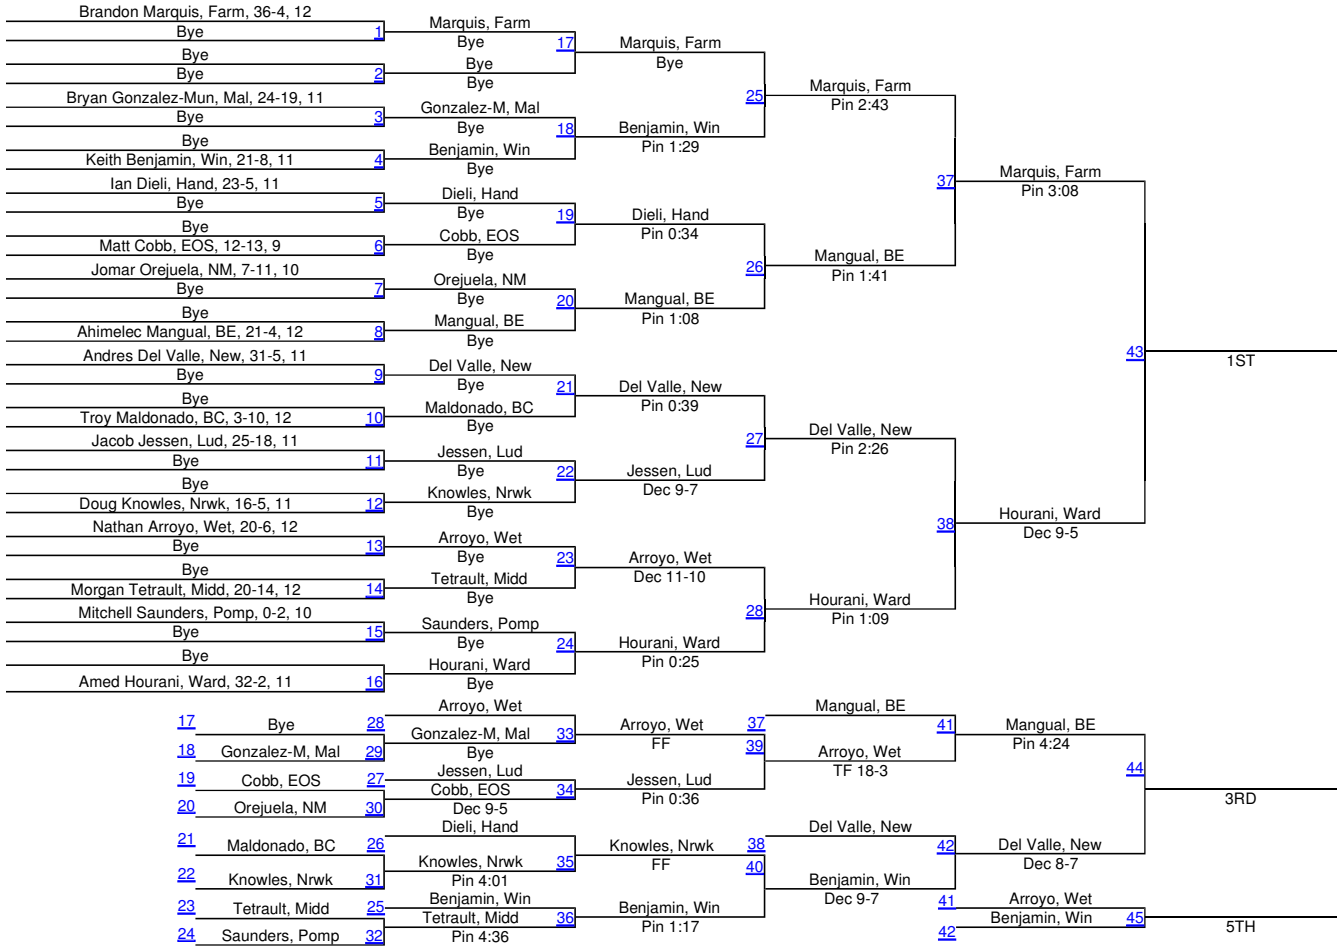 Brandon Marquis, Farm, 36-4, 12
Bye
1
Bye
Bye
2
Bryan Gonzalez-Mun, Mal, 24-19, 11
Bye
3
Bye
Keith Benjamin, Win, 21-8, 11
4
Ian Dieli, Hand, 23-5, 11
Bye
5
Bye
Matt Cobb, EOS, 12-13, 9
6
Jomar Orejuela, NM, 7-11, 10
Bye
7
Bye
Ahimelec Mangual, BE, 21-4, 12
8
Andres Del Valle, New, 31-5, 11
Bye
9
Bye
Troy Maldonado, BC, 3-10, 12
10
Jacob Jessen, Lud, 25-18, 11
Bye
11
Bye
Doug Knowles, Nrwk, 16-5, 11
12
Nathan Arroyo, Wet, 20-6, 12
Bye
13
Bye
Morgan Tetrault, Midd, 20-14, 12
14
Mitchell Saunders, Pomp, 0-2, 10
Bye
15
Bye
Amed Hourani, Ward, 32-2, 11
16
Marquis, Farm
Bye
17
Bye
Bye
Gonzalez-M, Mal
Bye
18
Benjamin, Win
Bye
Dieli, Hand
Bye
19
Cobb, EOS
Bye
Orejuela, NM
Bye
20
Mangual, BE
Bye
Del Valle, New
Bye
21
Maldonado, BC
Bye
Jessen, Lud
Bye
22
Knowles, Nrwk
Bye
Arroyo, Wet
Bye
23
Tetrault, Midd
Bye
Saunders, Pomp
Bye
24
Hourani, Ward
Bye
Marquis, Farm
Bye
25
Benjamin, Win
Pin 1:29
Dieli, Hand
Pin 0:34
26
Mangual, BE
Pin 1:08
Del Valle, New
Pin 0:39
27
Jessen, Lud
Dec 9-7
Arroyo, Wet
Dec 11-10
28
Hourani, Ward
Pin 0:25
Marquis, Farm
Pin 2:43
37
Mangual, BE
Pin 1:41
Del Valle, New
Pin 2:26
38
Hourani, Ward
Pin 1:09
Marquis, Farm
Pin 3:08
43
Hourani, Ward
Dec 9-5
1ST
17
Bye
28
18
Gonzalez-M, Mal
29
19
Cobb, EOS
27
20
Orejuela, NM
30
21
Maldonado, BC
26
22
Knowles, Nrwk
31
23
Tetrault, Midd
25
24
Saunders, Pomp
32
Arroyo, Wet
Gonzalez-M, Mal
33
Bye
Jessen, Lud
Cobb, EOS
34
Dec 9-5
Dieli, Hand
Knowles, Nrwk
35
Pin 4:01
Benjamin, Win
Tetrault, Midd
36
Pin 4:36
Arroyo, Wet
FF
37
39
Jessen, Lud
Pin 0:36
Knowles, Nrwk
FF
38
40
Benjamin, Win
Pin 1:17
Mangual, BE
41
Arroyo, Wet
TF 18-3
Del Valle, New
42
Benjamin, Win
Dec 9-7
Mangual, BE
Pin 4:24
44
Del Valle, New
Dec 8-7
3RD
41
Arroyo, Wet
Benjamin, Win
45
42
5TH